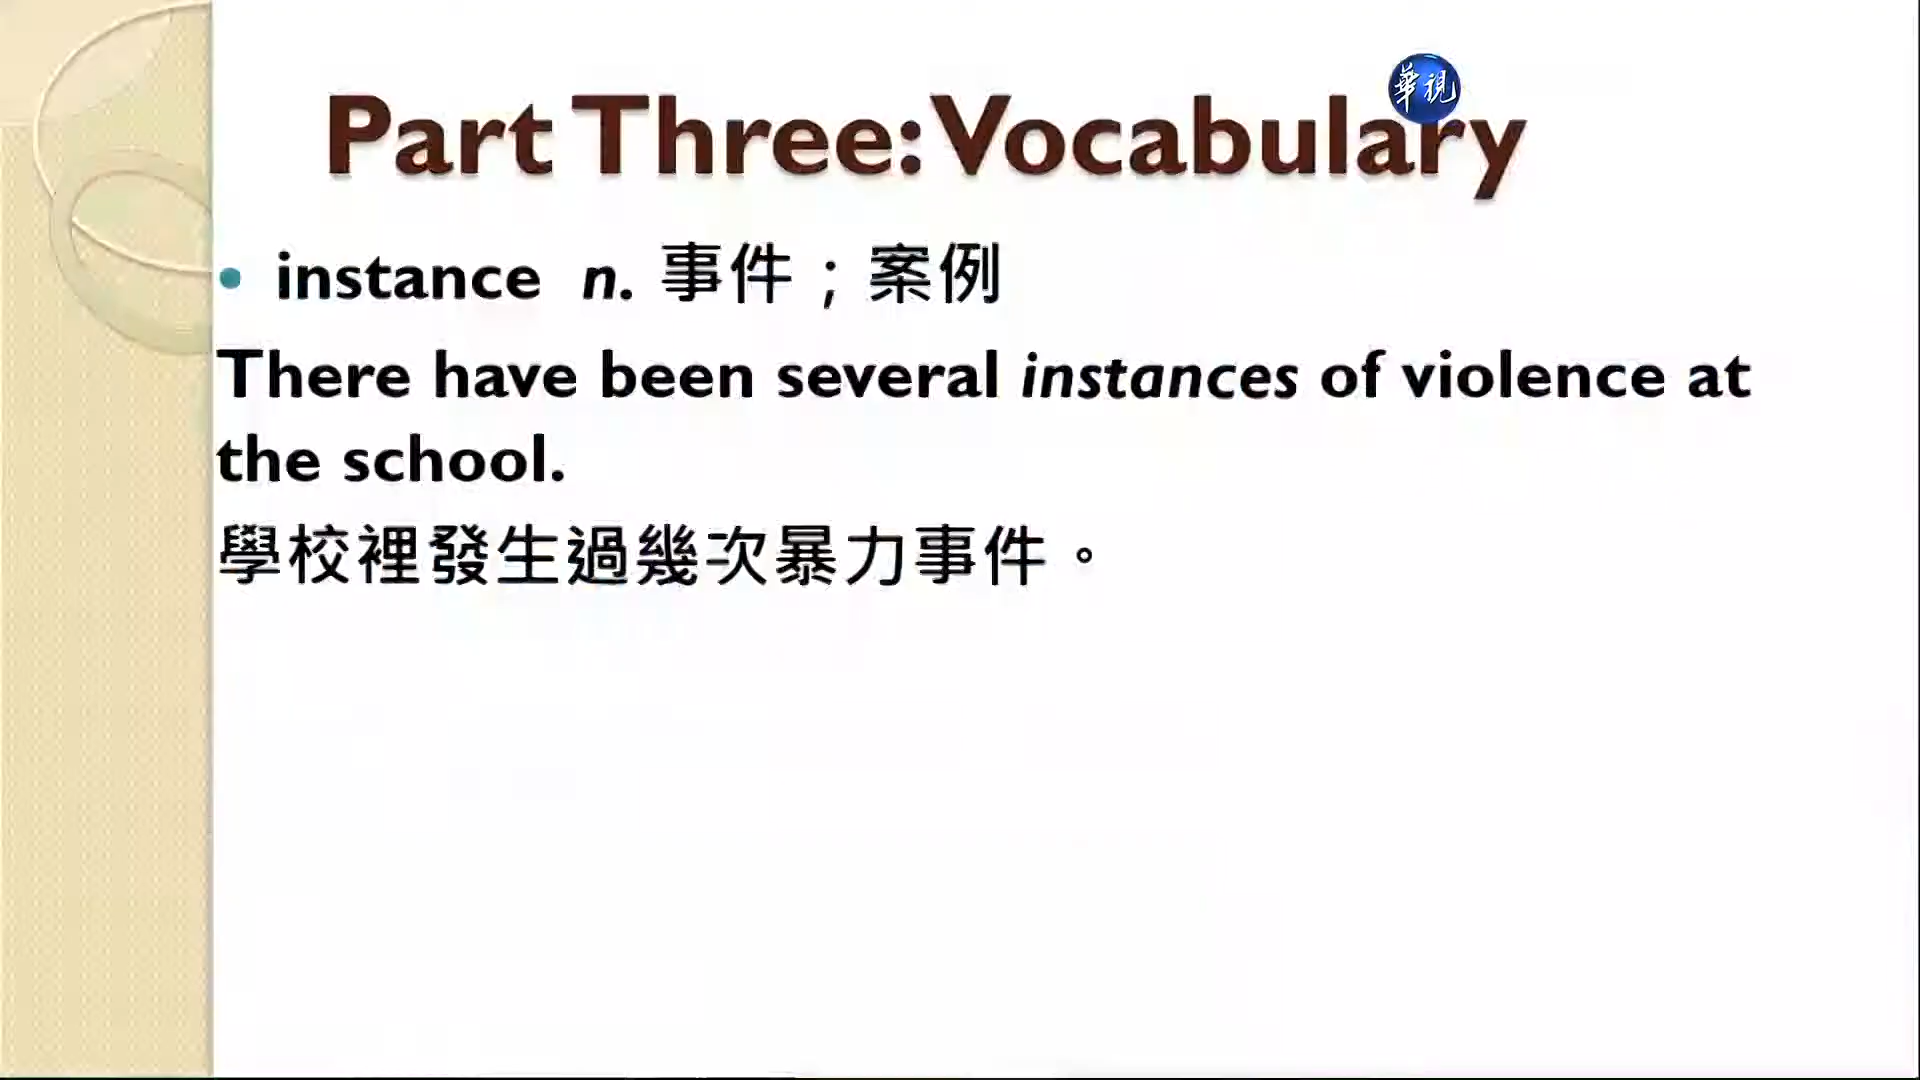 華視
Part Three: Vocabulary
• instance n. 事件；案例
There have been several instances of violence at
the school.
學校裡發生過幾次暴力事件。